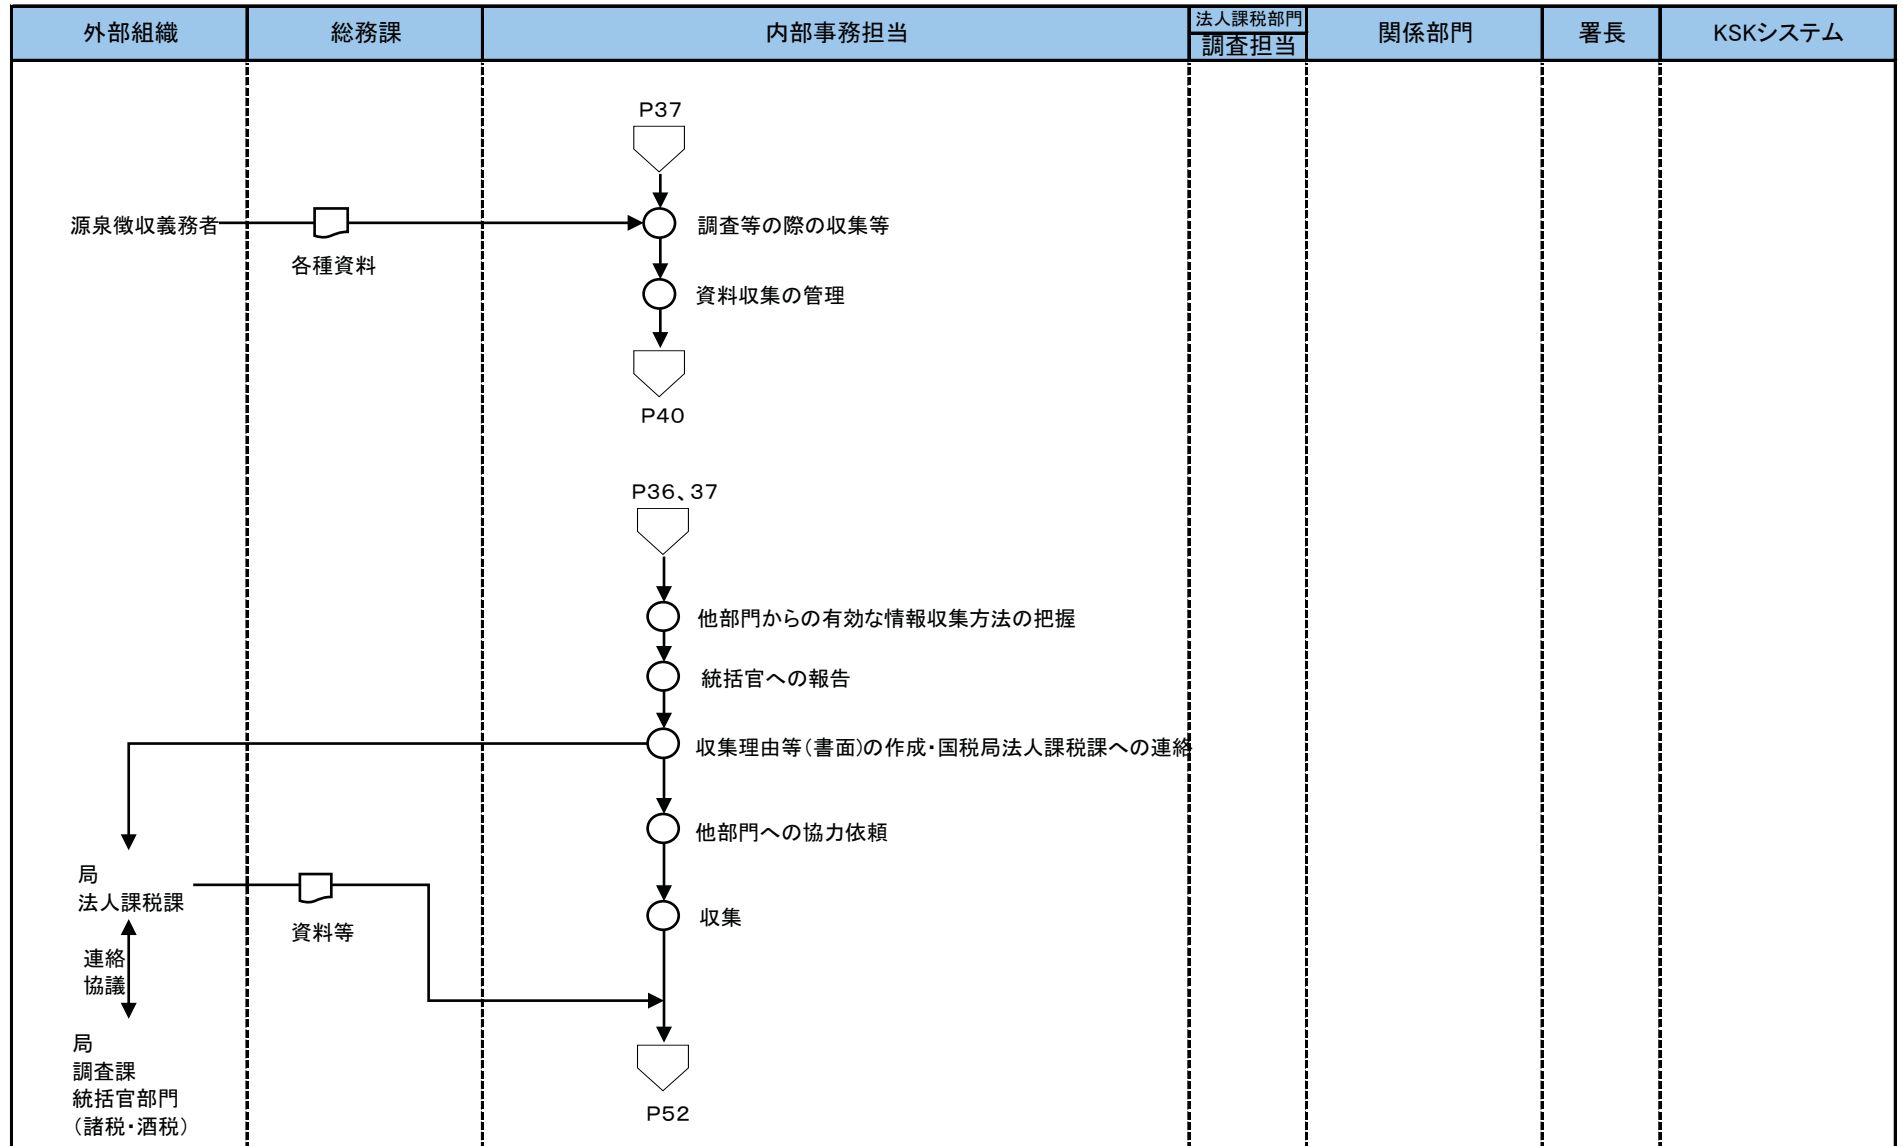 外部組織
総務課
内部事務担当
法人課税部門
調査担当
関係部門
署長
KSKシステム
P37
源泉徴収義務者
各種資料
調査等の際の収集等
資料収集の管理
P40
P36、37
他部門からの有効な情報収集方法の把握
統括官への報告
収集理由等（書面）の作成・国税局法人課税課への連絡
他部門への協力依頼
局
法人課税課
資料等
収集
連絡
協議
局
調査課
統括官部門
（諸税・酒税）
P52